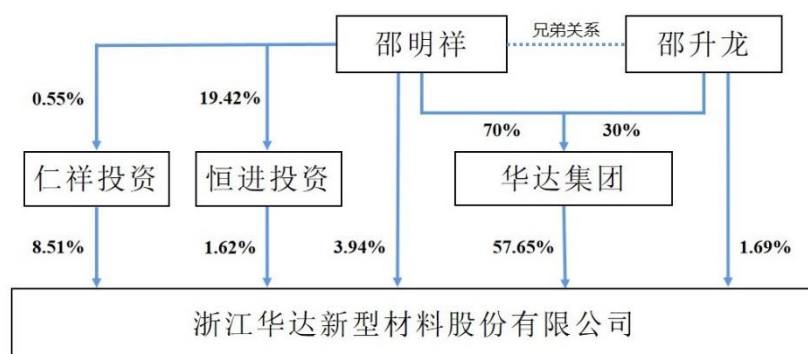 邵明祥
兄弟关系
邵升龙
0.55%
19.42%
70%
30%
仁祥投资
恒进投资
华达集团
8.51%
1.62%
3.94%
57.65%
1.69%
浙江华达新型材料股份有限公司